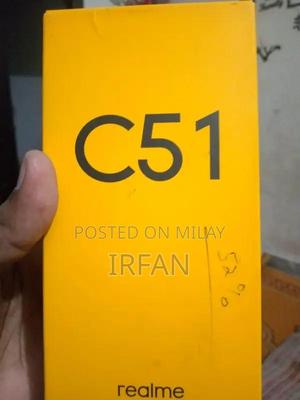 C51
POSTED ON MILAY
IRFAN
realme